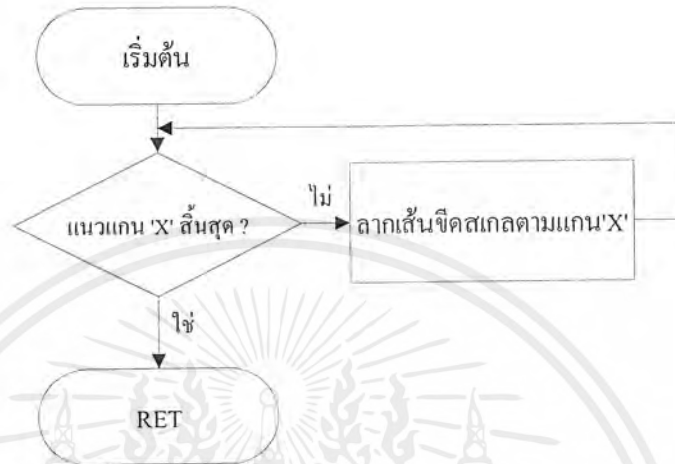 เริ่มต้น
แนวแกน 'X' สิ้นสุด ?
ไม่
ลากเส้นขีดสเกลตามแกน'X'
ใช่
RET